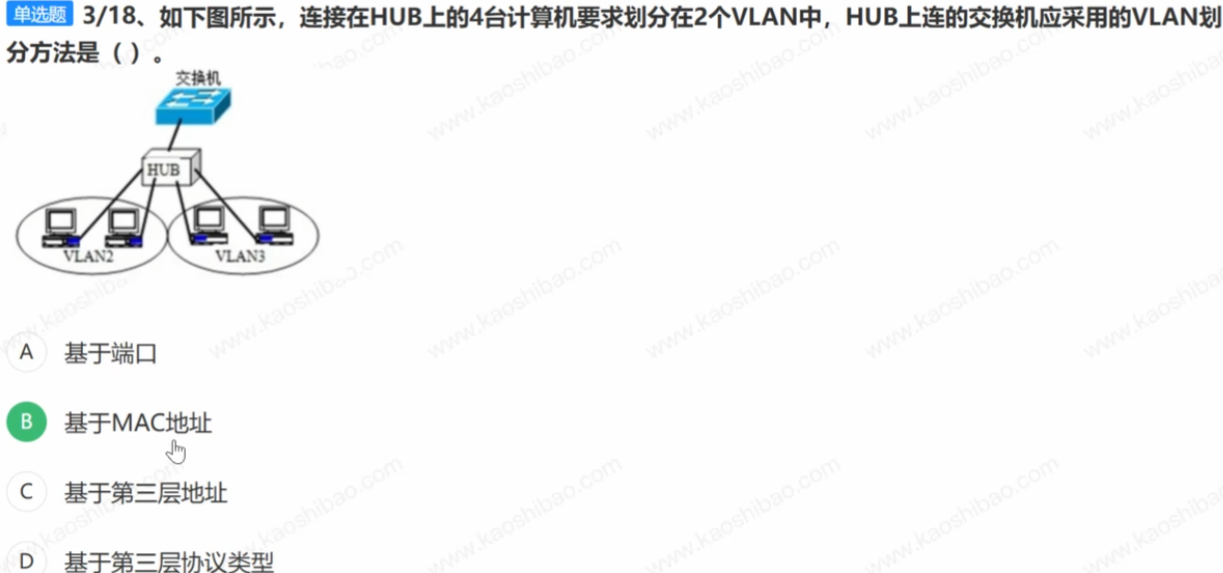 单选题 3/18、如下图所示，连接在HUB上的4台计算机要求划分在2个VLAN中，HUB上连的交换机应采用的VLAN划
分方法是（ ）。
交换机
HUB
VLAN2 VLAN3
A 基于端口
B 基于MAC地址
C 基于第三层地址
D 基于第三层协议类型
www.kaoshibao.com